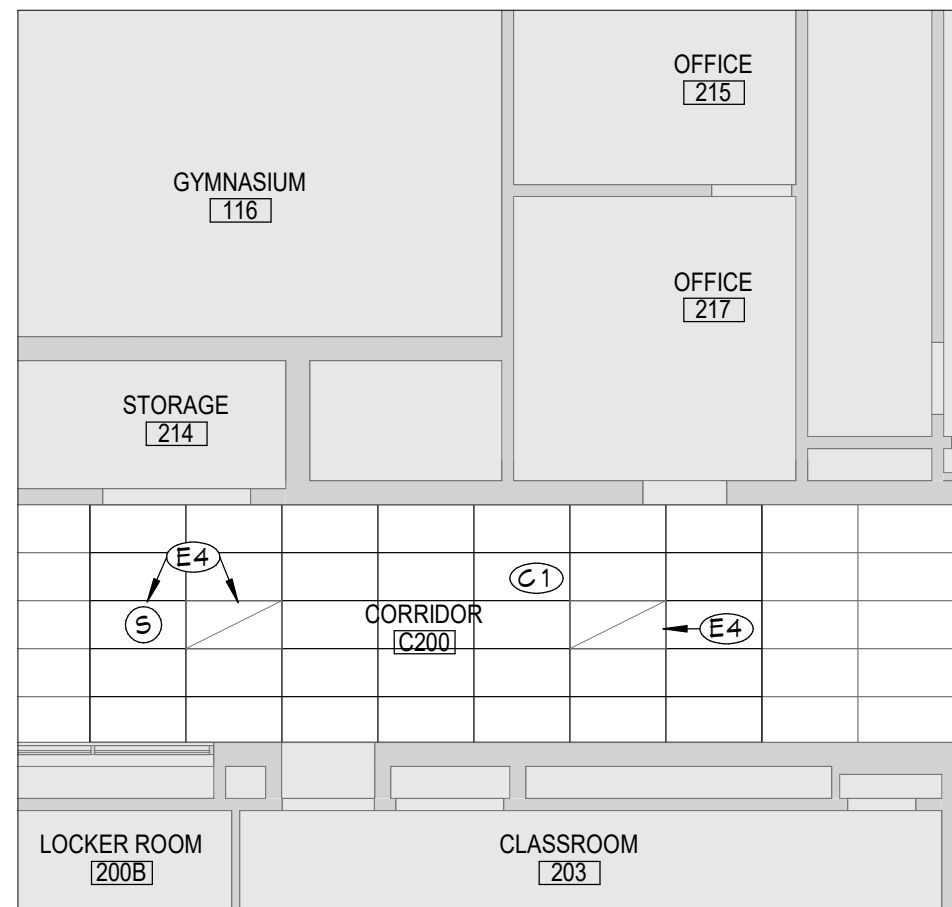 OFFICE
215
GYMNASIUM
116
OFFICE
217
STORAGE
214
E4
C1
S
CORRIDOR
C200
E4
LOCKER ROOM
200B
CLASSROOM
203